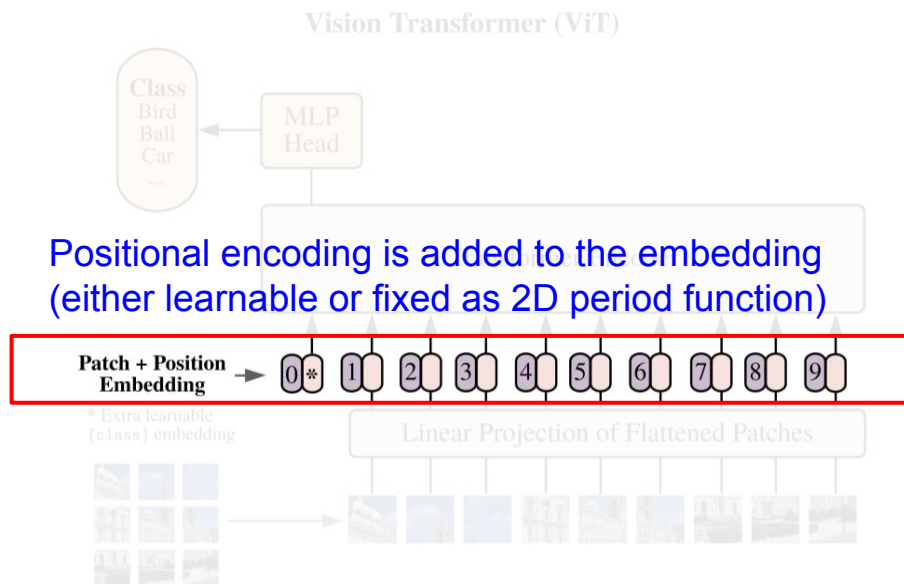 Vision Transformer (ViT)
Class
Bird
Ball
Car
...
MLP
Head
Positional encoding is added to the embedding
(either learnable or fixed as 2D period function)
Patch + Position
Embedding
0 * 1 2 3 4 5 6 7 8 9
* Extra learnable
[class] embedding
Linear Projection of Flattened Patches